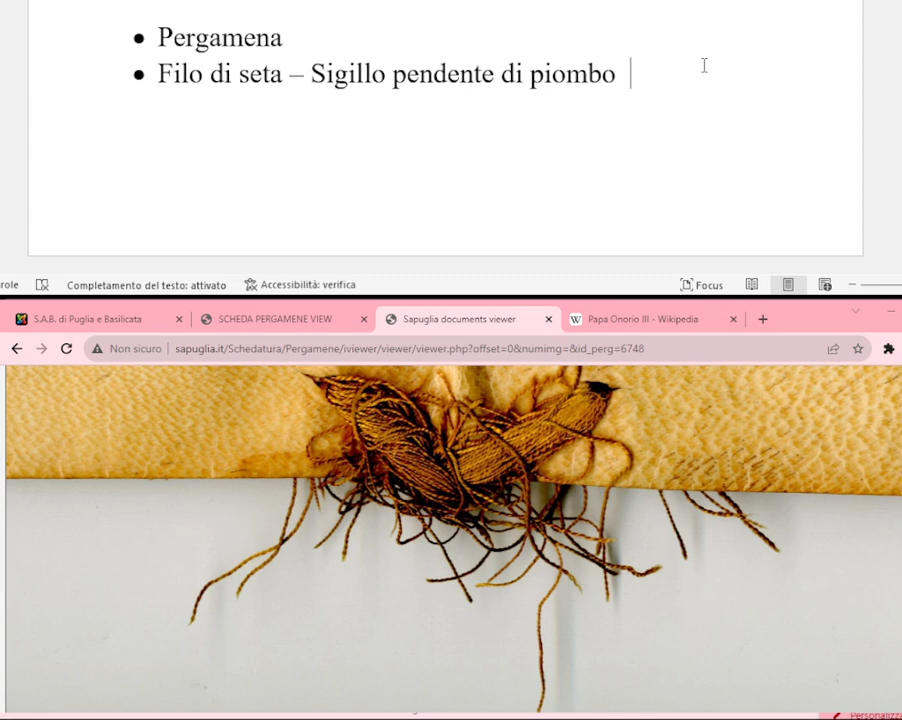 Pergamena
Filo di seta – Sigillo pendente di piombo
role Completamento del testo: attivato Accessibilità: verifica Focus
S.A.B. di Puglia e Basilicata SCHEDA PERGAMENE VIEW Sapuglia documents viewer Papa Onorio III - Wikipedia
Non sicuro sapuglia.it/Schedatura/Pergamene/iviewer/viewer/viewer.php?offset=0&numimg=&id_perg=6748
Personalizza